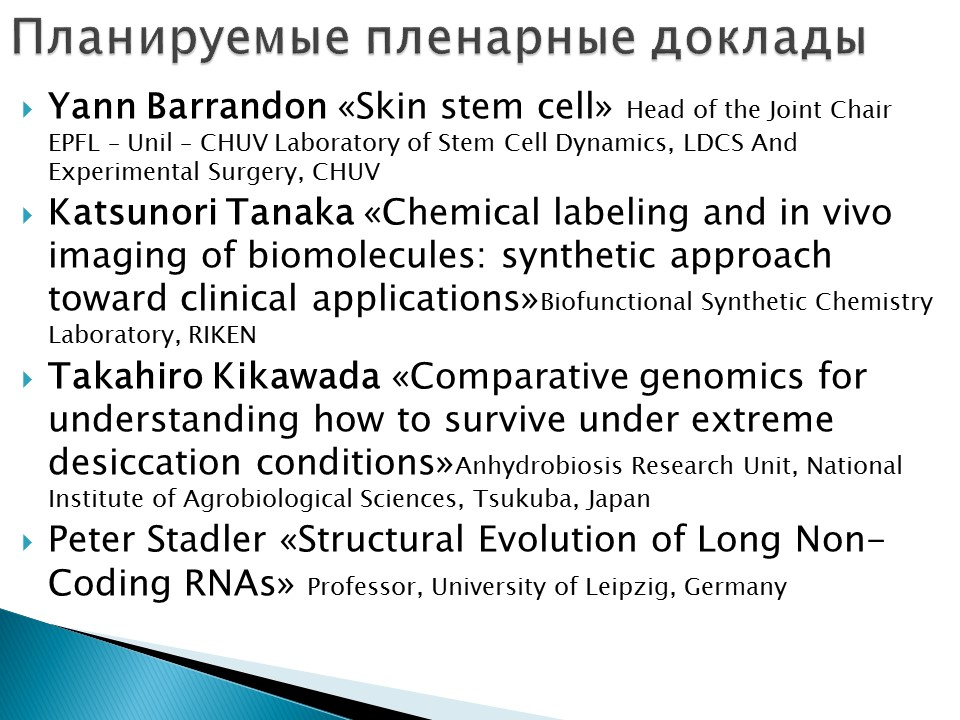 Планируемые пленарные доклады
Yann Barrandon «Skin stem cell» Head of the Joint Chair
EPFL – Unil – CHUV Laboratory of Stem Cell Dynamics, LDCS And
Experimental Surgery, CHUV
Katsunori Tanaka «Chemical labeling and in vivo
imaging of biomolecules: synthetic approach
toward clinical applications»Biofunctional Synthetic Chemistry
Laboratory, RIKEN
Takahiro Kikawada «Comparative genomics for
understanding how to survive under extreme
desiccation conditions»Anhydrobiosis Research Unit, National
Institute of Agrobiological Sciences, Tsukuba, Japan
Peter Stadler «Structural Evolution of Long Non-
Coding RNAs» Professor, University of Leipzig, Germany